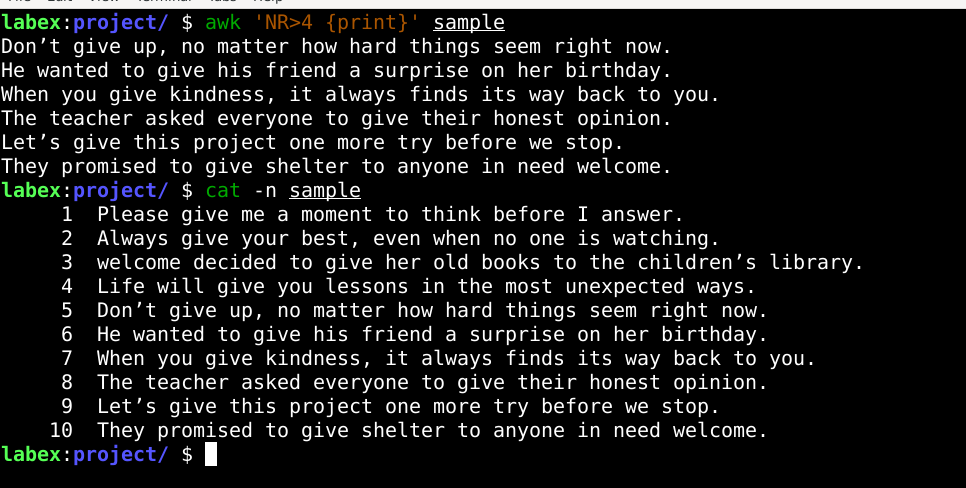 labex:project/ $ awk 'NR>4 {print}' sample
Don’t give up, no matter how hard things seem right now.
He wanted to give his friend a surprise on her birthday.
When you give kindness, it always finds its way back to you.
The teacher asked everyone to give their honest opinion.
Let’s give this project one more try before we stop.
They promised to give shelter to anyone in need welcome.
labex:project/ $ cat -n sample
     1  Please give me a moment to think before I answer.
     2  Always give your best, even when no one is watching.
     3  welcome decided to give her old books to the children’s library.
     4  Life will give you lessons in the most unexpected ways.
     5  Don’t give up, no matter how hard things seem right now.
     6  He wanted to give his friend a surprise on her birthday.
     7  When you give kindness, it always finds its way back to you.
     8  The teacher asked everyone to give their honest opinion.
     9  Let’s give this project one more try before we stop.
    10  They promised to give shelter to anyone in need welcome.
labex:project/ $